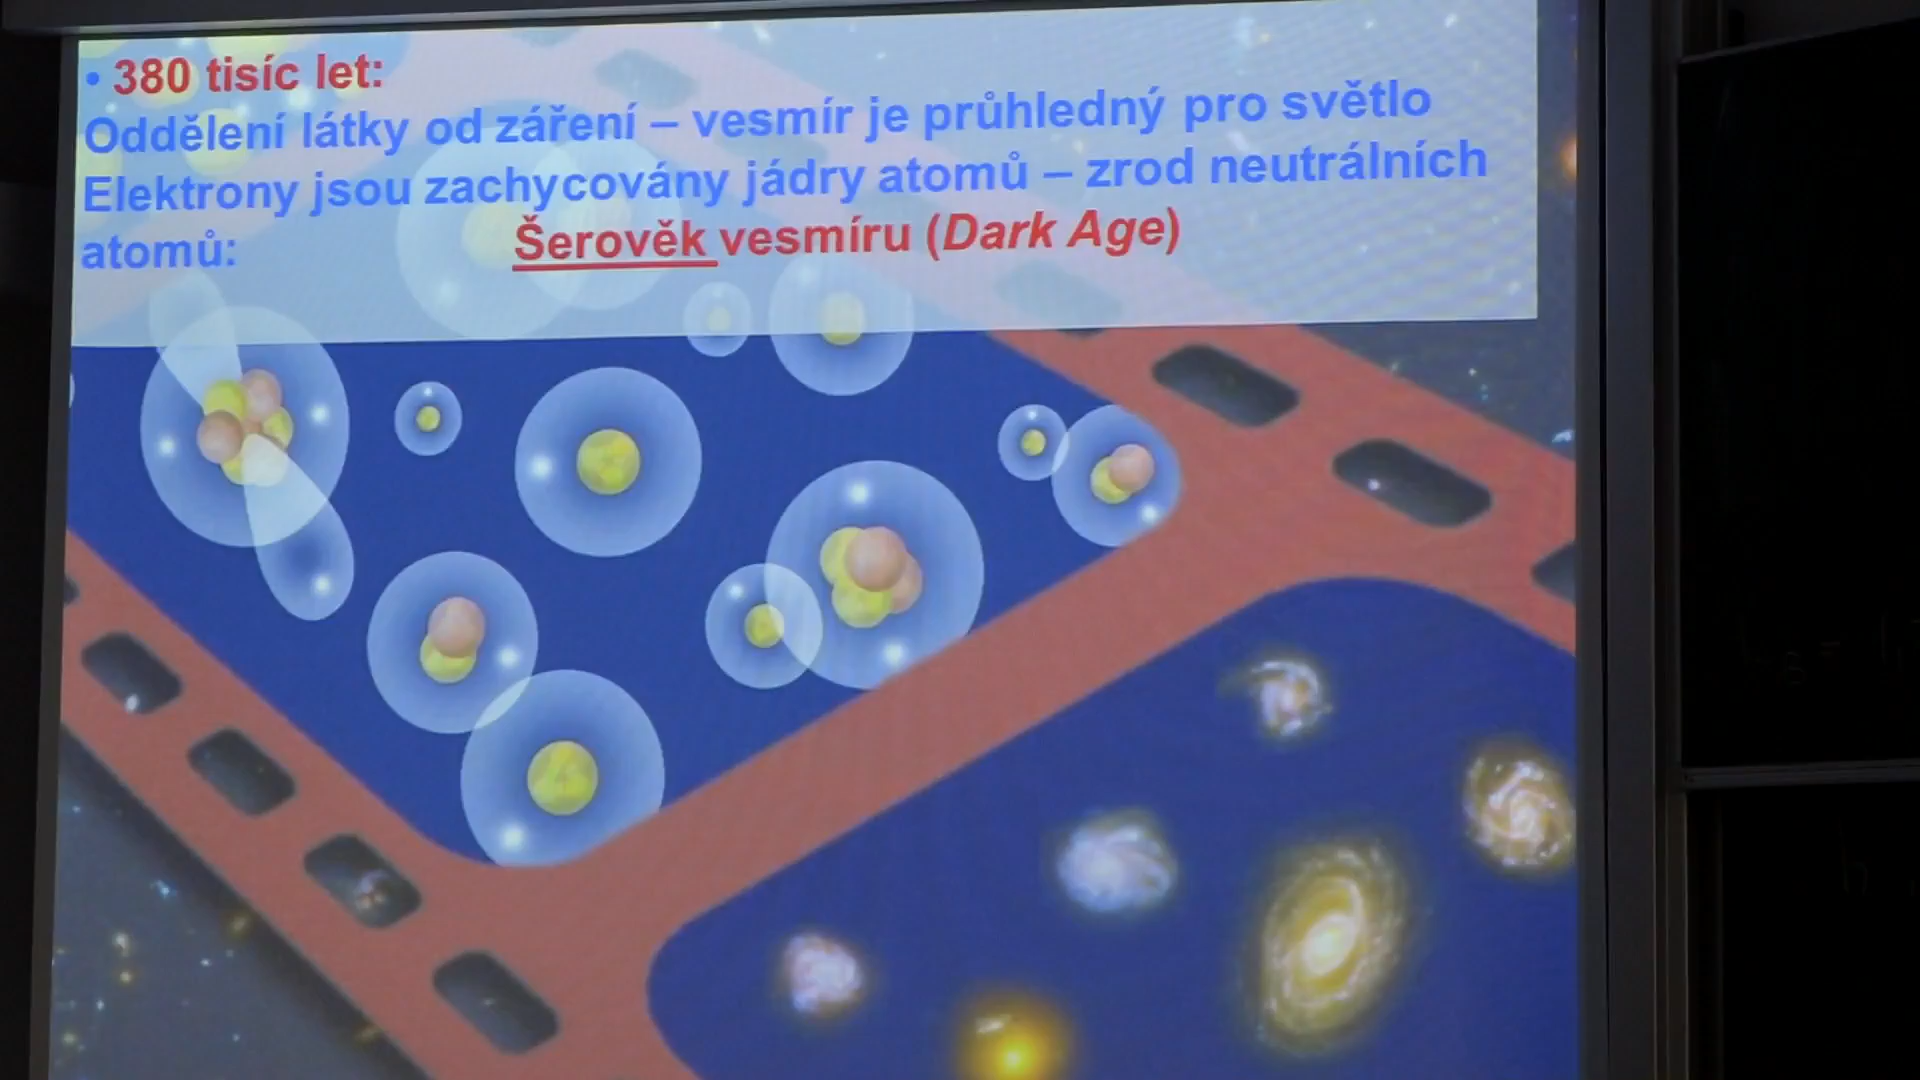 • 380 tisíc let:
Oddělení látky od záření – vesmír je průhledný pro světlo
Elektrony jsou zachycovány jádry atomů – zrod neutrálních
atomů: Šerověk vesmíru (Dark Age)